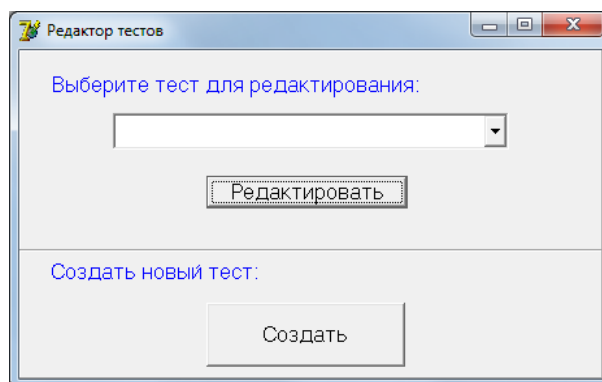 Редактор тестов
Выберите тест для редактирования:
Редактировать
Создать новый тест:
Создать